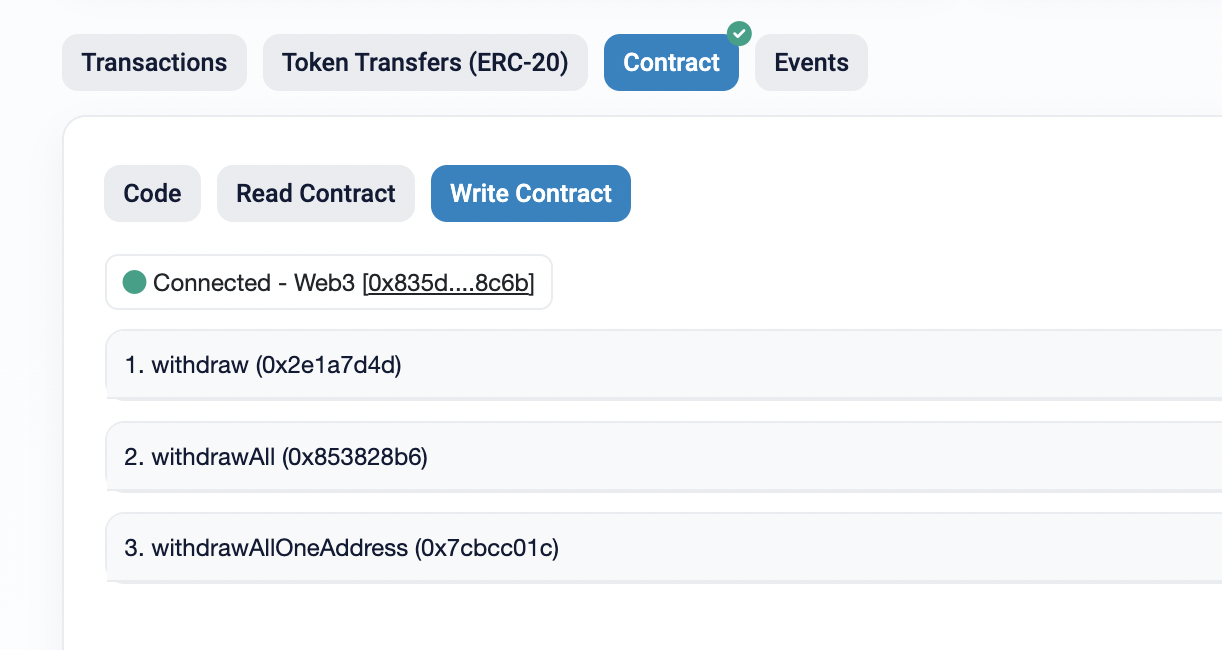 Transactions Token Transfers (ERC-20) Contract Events
Code Read Contract Write Contract
Connected - Web3 [0x835d....8c6b]
1. withdraw (0x2e1a7d4d)
2. withdrawAll (0x853828b6)
3. withdrawAllOneAddress (0x7cbcc01c)